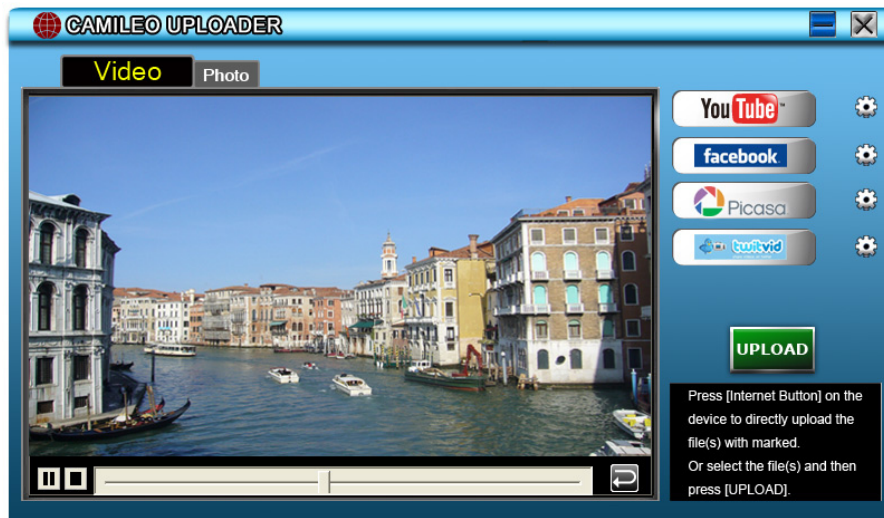 CAMILEO UPLOADER
Video
Photo
YouTube™
facebook.
Picasa
twitvid
UPLOAD
Press [Internet Button] on the
device to directly upload the
file(s) with marked.
Or select the file(s) and then
press [UPLOAD].